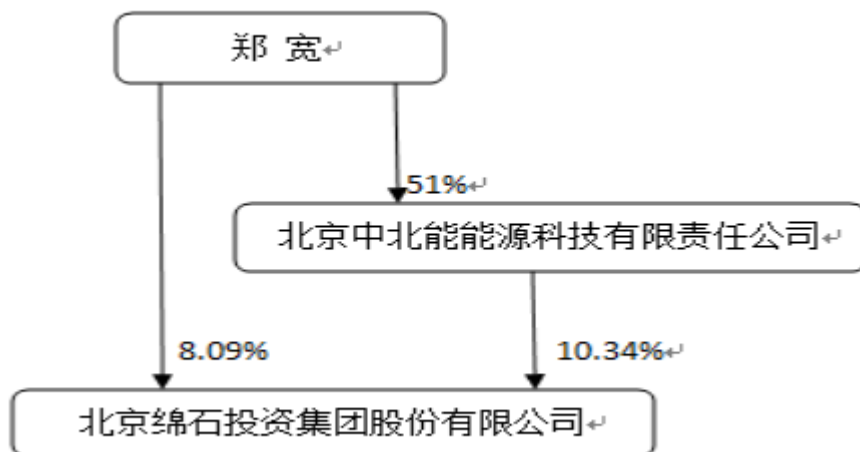 郑 宽
51%
北京中北能能源科技有限责任公司
8.09%
10.34%
北京绵石投资集团股份有限公司